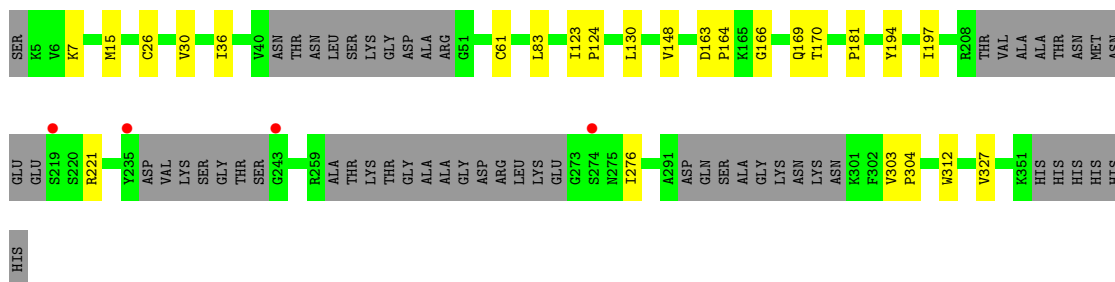 SER K5 V6 K7 M15 C26 V30 I36 V40 ASN THR ASN LEU SER LYS GLY ASP ALA ARG G51 C61 L83 I123 P124 L130 V148 D163 P164 K165 G166 Q169 T170 P181 Y194 I197 R208 THR VAL ALA ALA THR ASN MET ASN
GLU GLU S219 S220 R221 Y235 ASP VAL LYS SER GLY THR SER G243 R259 ALA THR LYS THR GLY ALA ALA GLY ASP ARG LEU LYS GLU G273 S274 N275 I276 A291 ASP GLN SER ALA GLY LYS ASN LYS ASN K301 F302 V303 P304 W312 V327 K351 HIS HIS HIS HIS HIS
HIS